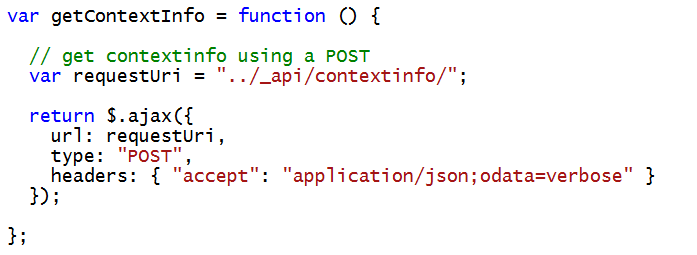 var getContextInfo = function () {
// get contextinfo using a POST
var requestUri = "../_api/contextinfo/";
return $.ajax({
url: requestUri,
type: "POST",
headers: { "accept": "application/json;odata=verbose" }
});
};